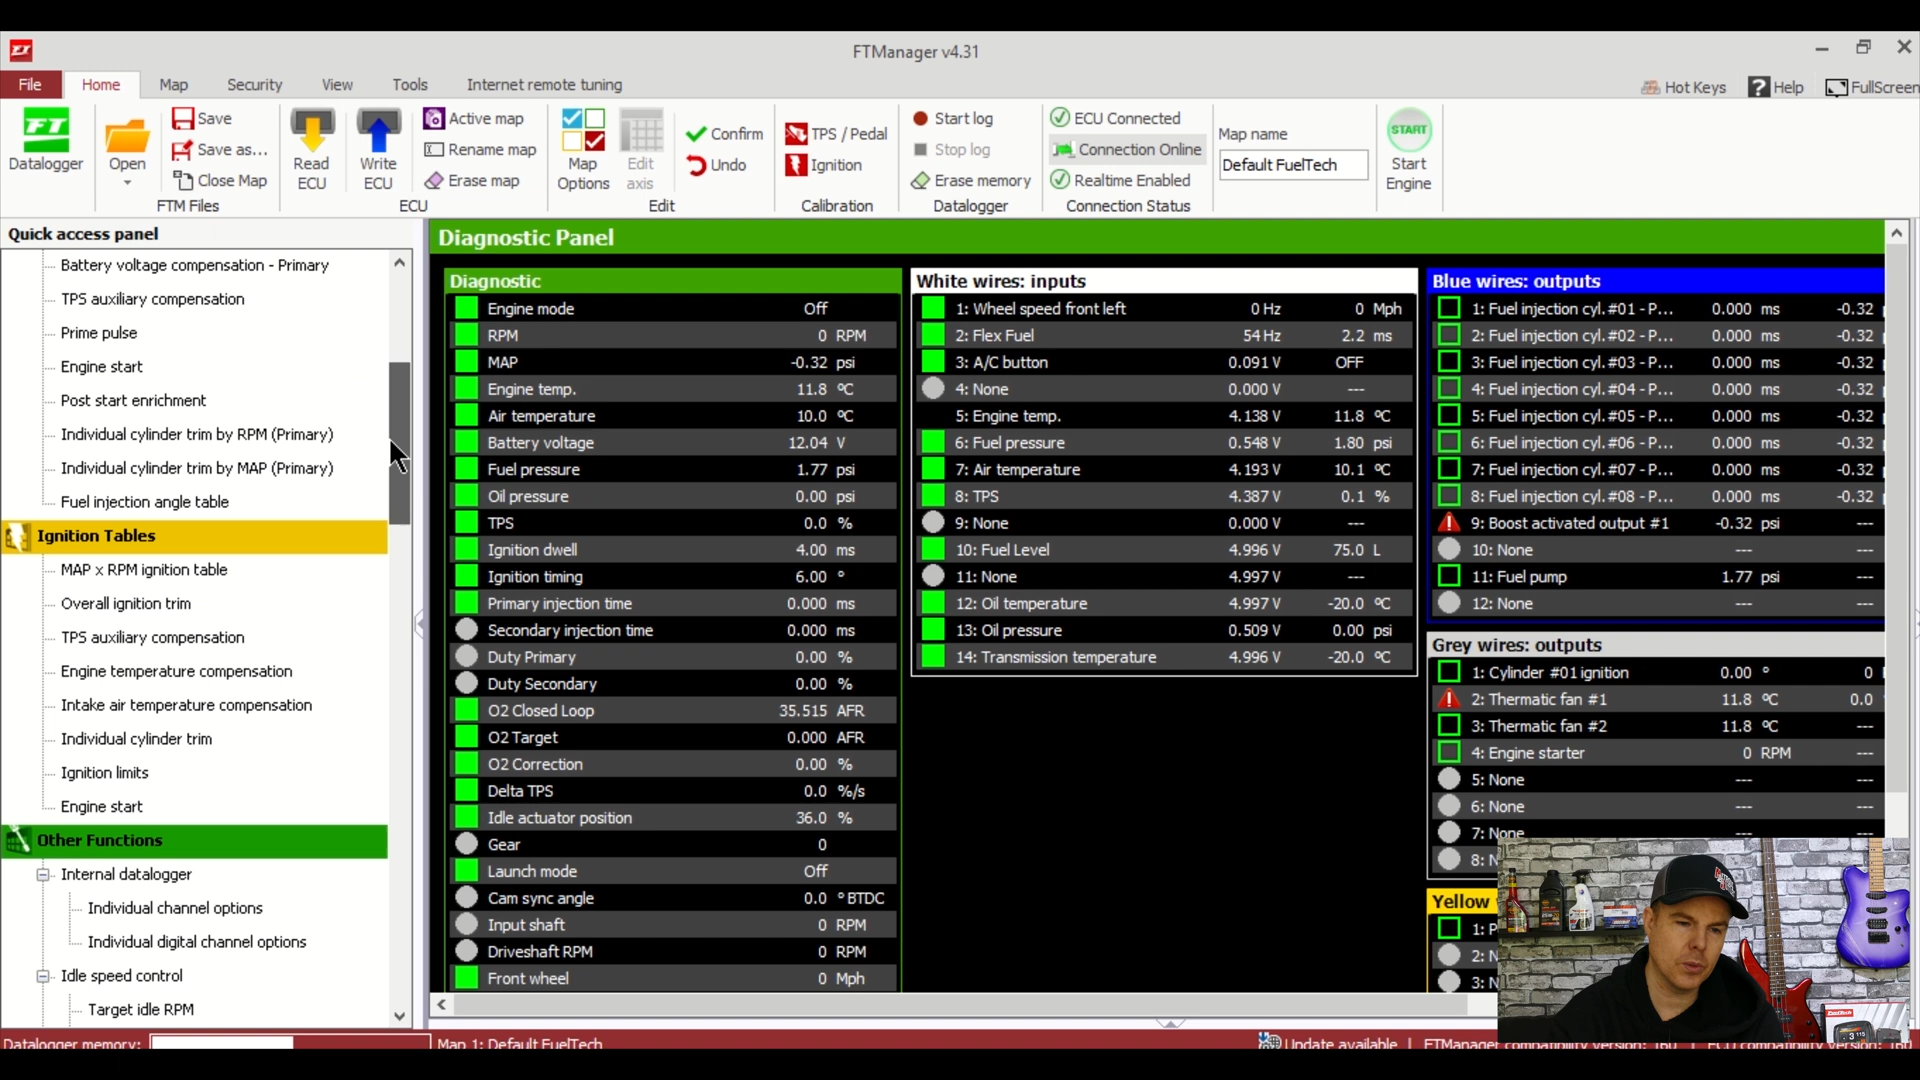 FTManager v4.31
File Home Map Security View Tools Internet remote tuning
Hot Keys ? Help FullScreen
FT
Datalogger
Open
Save
Save as...
Close Map
FTM Files
Read ECU
Write ECU
Active map
Rename map
Erase map
ECU
Map Options
Edit axis
Confirm
Undo
Edit
TPS / Pedal
Ignition
Calibration
Start log
Stop log
Erase memory
Datalogger
ECU Connected
Connection Online
Realtime Enabled
Connection Status
Map name
Default FuelTech
START
Start Engine
Quick access panel
Battery voltage compensation - Primary
TPS auxiliary compensation
Prime pulse
Engine start
Post start enrichment
Individual cylinder trim by RPM (Primary)
Individual cylinder trim by MAP (Primary)
Fuel injection angle table
Ignition Tables
MAP x RPM ignition table
Overall ignition trim
TPS auxiliary compensation
Engine temperature compensation
Intake air temperature compensation
Individual cylinder trim
Ignition limits
Engine start
Other Functions
Internal datalogger
Individual channel options
Individual digital channel options
Idle speed control
Target idle RPM
Diagnostic Panel
Diagnostic
Engine mode Off
RPM 0 RPM
MAP -0.32 psi
Engine temp. 11.8 ºC
Air temperature 10.0 ºC
Battery voltage 12.04 V
Fuel pressure 1.77 psi
Oil pressure 0.00 psi
TPS 0.0 %
Ignition dwell 4.00 ms
Ignition timing 6.00 °
Primary injection time 0.000 ms
Secondary injection time 0.000 ms
Duty Primary 0.00 %
Duty Secondary 0.00 %
O2 Closed Loop 35.515 AFR
O2 Target 0.000 AFR
O2 Correction 0.00 %
Delta TPS 0.0 %/s
Idle actuator position 36.0 %
Gear 0
Launch mode Off
Cam sync angle 0.0 ° BTDC
Input shaft 0 RPM
Driveshaft RPM 0 RPM
Front wheel 0 Mph
White wires: inputs
1: Wheel speed front left 0 Hz 0 Mph
2: Flex Fuel 54 Hz 2.2 ms
3: A/C button 0.091 V OFF
4: None 0.000 V ---
5: Engine temp. 4.138 V 11.8 ºC
6: Fuel pressure 0.548 V 1.80 psi
7: Air temperature 4.193 V 10.1 ºC
8: TPS 4.387 V 0.1 %
9: None 0.000 V ---
10: Fuel Level 4.996 V 75.0 L
11: None 4.997 V ---
12: Oil temperature 4.997 V -20.0 ºC
13: Oil pressure 0.509 V 0.00 psi
14: Transmission temperature 4.996 V -20.0 ºC
Blue wires: outputs
1: Fuel injection cyl. #01 - P... 0.000 ms -0.32
2: Fuel injection cyl. #02 - P... 0.000 ms -0.32
3: Fuel injection cyl. #03 - P... 0.000 ms -0.32
4: Fuel injection cyl. #04 - P... 0.000 ms -0.32
5: Fuel injection cyl. #05 - P... 0.000 ms -0.32
6: Fuel injection cyl. #06 - P... 0.000 ms -0.32
7: Fuel injection cyl. #07 - P... 0.000 ms -0.32
8: Fuel injection cyl. #08 - P... 0.000 ms -0.32
9: Boost activated output #1 -0.32 psi ---
10: None --- ---
11: Fuel pump 1.77 psi ---
12: None --- ---
Grey wires: outputs
1: Cylinder #01 ignition 0.00 ° 0
2: Thermatic fan #1 11.8 ºC 0.0
3: Thermatic fan #2 11.8 ºC ---
4: Engine starter 0 RPM ---
5: None --- ---
6: None --- ---
7: None --- ---
8: N
Yellow
1: P
2: N
3: N
Datalogger memory:
Map 1: Default FuelTech
Update available | FTManager compatibility version: 160 | ECU compatibility version: 160